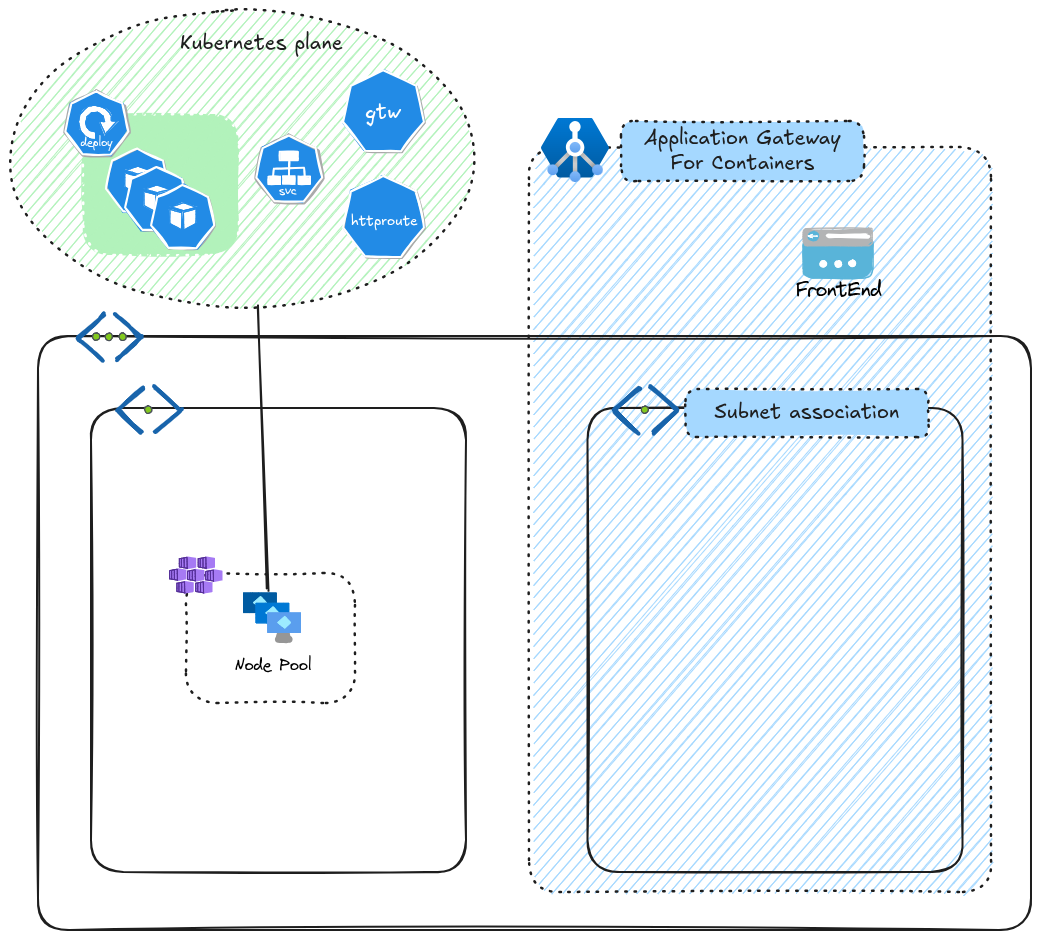 Kubernetes plane
deploy
svc
gtw
httproute
Application Gateway
For Containers
FrontEnd
Subnet association
Node Pool